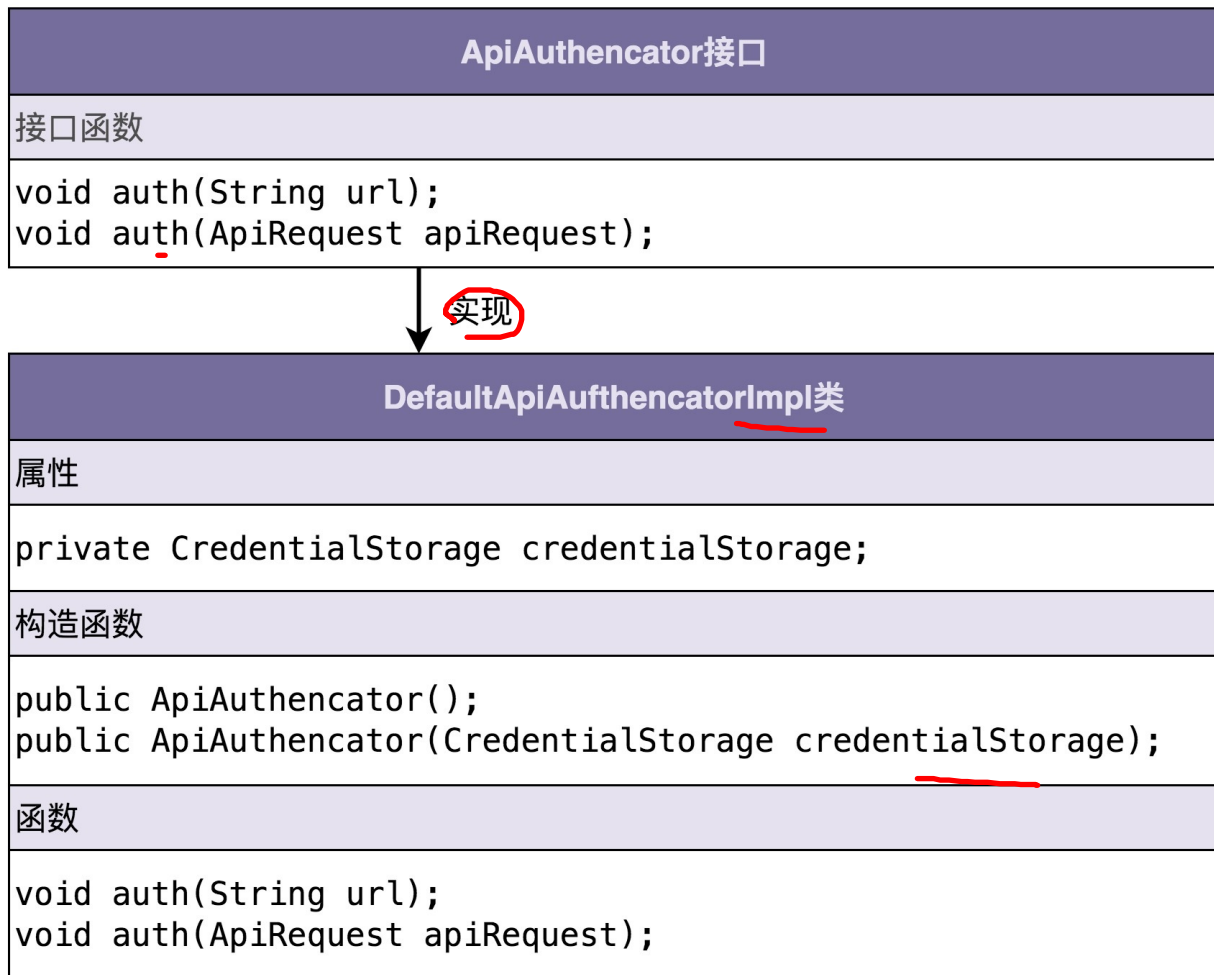 ApiAuthencator接口
接口函数
void auth(String url);
void auth(ApiRequest apiRequest);
实现
DefaultApiAufthencatorImpl类
属性
private CredentialStorage credentialStorage;
构造函数
public ApiAuthencator();
public ApiAuthencator(CredentialStorage credentialStorage);
函数
void auth(String url);
void auth(ApiRequest apiRequest);